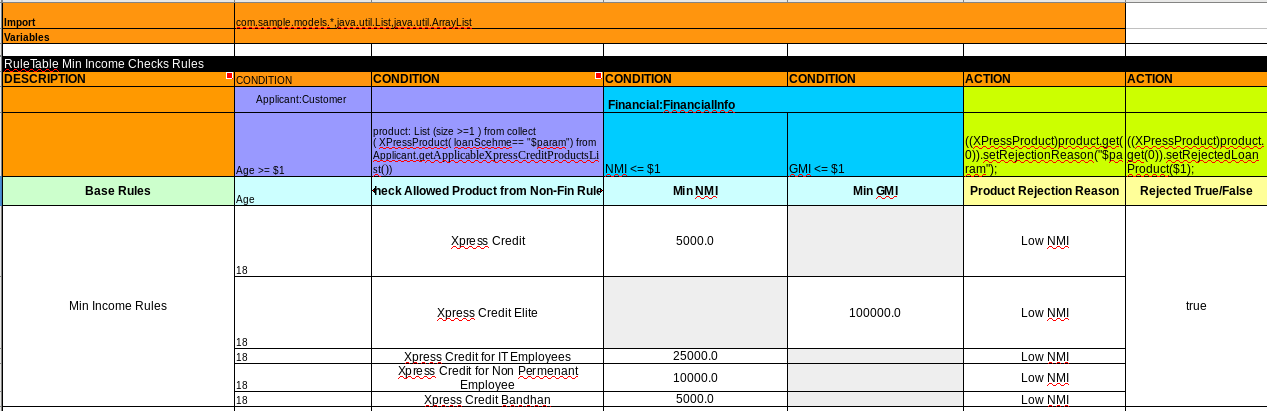 Import
com.sample.models,*,java.util.List,java,util.ArrayList
Variables
RuleTable Min Income Checks Rules
DESCRIPTION
CONDITION
CONDITION
CONDITION
CONDITION
ACTION
ACTION
Applicant:Customer
Financial:FinancialInfo
Age >= $1
product: List (size >=1 ) from collect
( XPressProduct( loanScehme== "$param") from
Applicant.getApplicableXpressCreditProductsLi
st())
NMI <= $1
GMI <= $1
((XPressProduct)product.get(
0)).setRejectionReason("$pa
ram");
((XPressProduct)product.
get(0)).setRejectedLoan
Product($1);
Base Rules
Age
heck Allowed Product from Non-Fin Rule
Min NMI
Min GMI
Product Rejection Reason
Rejected True/False
Min Income Rules
18
Xpress Credit
5000.0
Low NMI
true
18
Xpress Credit Elite
100000.0
Low NMI
18
Xpress Credit for IT Employees
25000.0
Low NMI
18
Xpress Credit for Non Permenant
Employee
10000.0
Low NMI
18
Xpress Credit Bandhan
5000.0
Low NMI